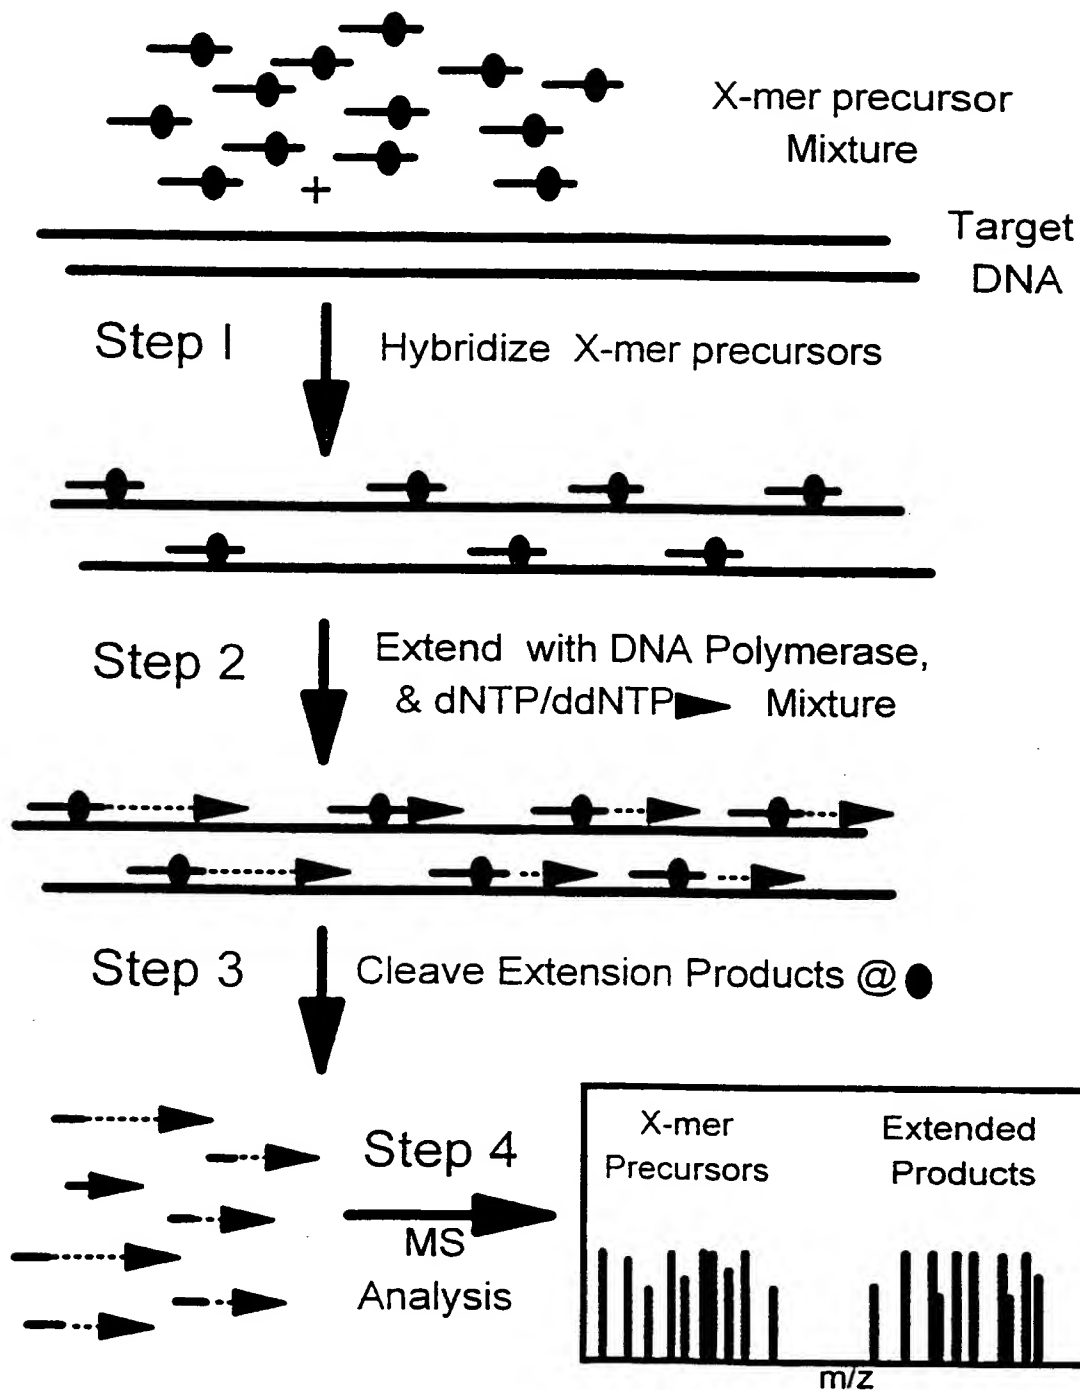 X-mer precursor
Mixture
+
Target
DNA
Step I
Hybridize X-mer precursors
Step 2
Extend with DNA Polymerase,
& dNTP/ddNTP Mixture
Step 3
Cleave Extension Products @
Step 4
MS
Analysis
X-mer
Precursors
Extended
Products
m/z